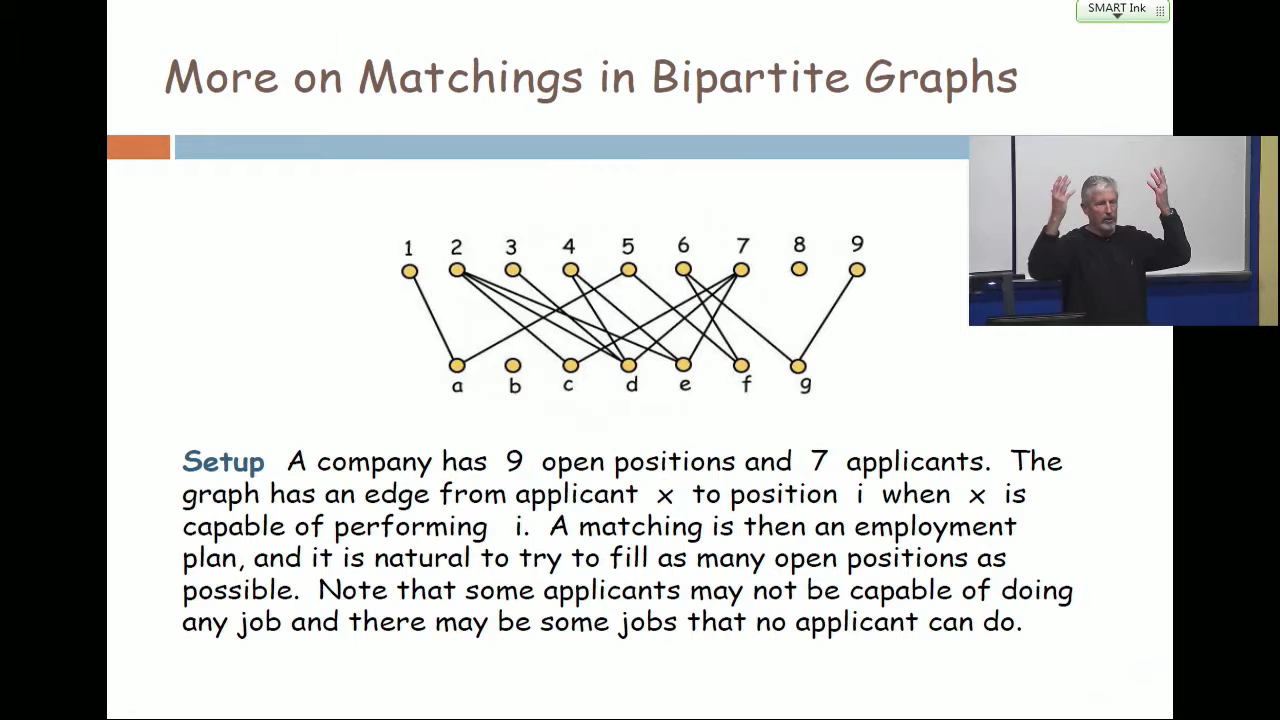 SMART Ink
More on Matchings in Bipartite Graphs
1 2 3 4 5 6 7 8 9
a b c d e f g
Setup A company has 9 open positions and 7 applicants. The
graph has an edge from applicant x to position i when x is
capable of performing i. A matching is then an employment
plan, and it is natural to try to fill as many open positions as
possible. Note that some applicants may not be capable of doing
any job and there may be some jobs that no applicant can do.